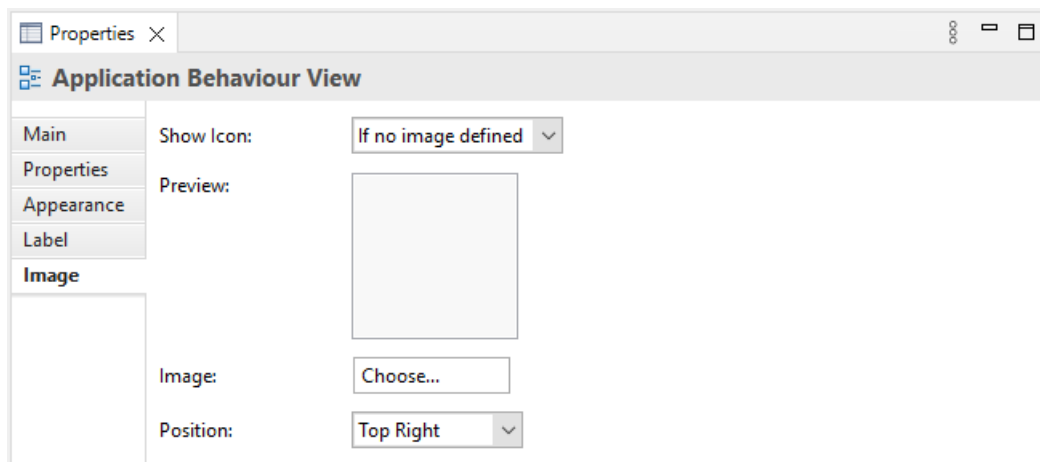 Properties
Application Behaviour View
Main
Properties
Appearance
Label
Image
Show Icon: If no image defined
Preview:
Image: Choose...
Position: Top Right